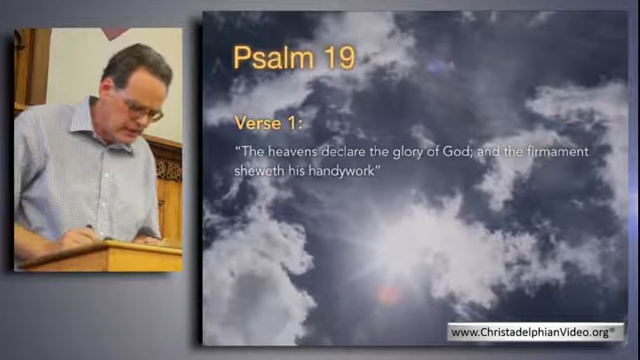 Psalm 19
Verse 1:
“The heavens declare the glory of God; and the firmament
sheweth his handywork”
www.ChristadelphianVideo.org®